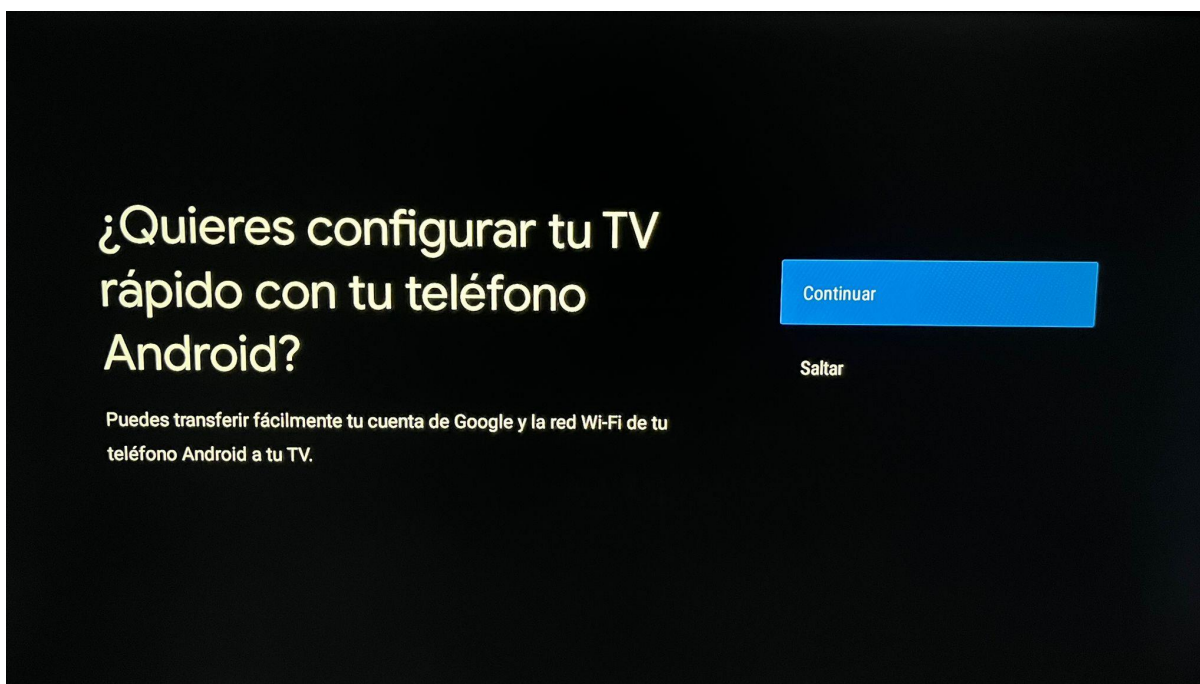 ¿Quieres configurar tu TV
rápido con tu teléfono
Android?
Puedes transferir fácilmente tu cuenta de Google y la red Wi-Fi de tu
teléfono Android a tu TV.
Continuar
Saltar